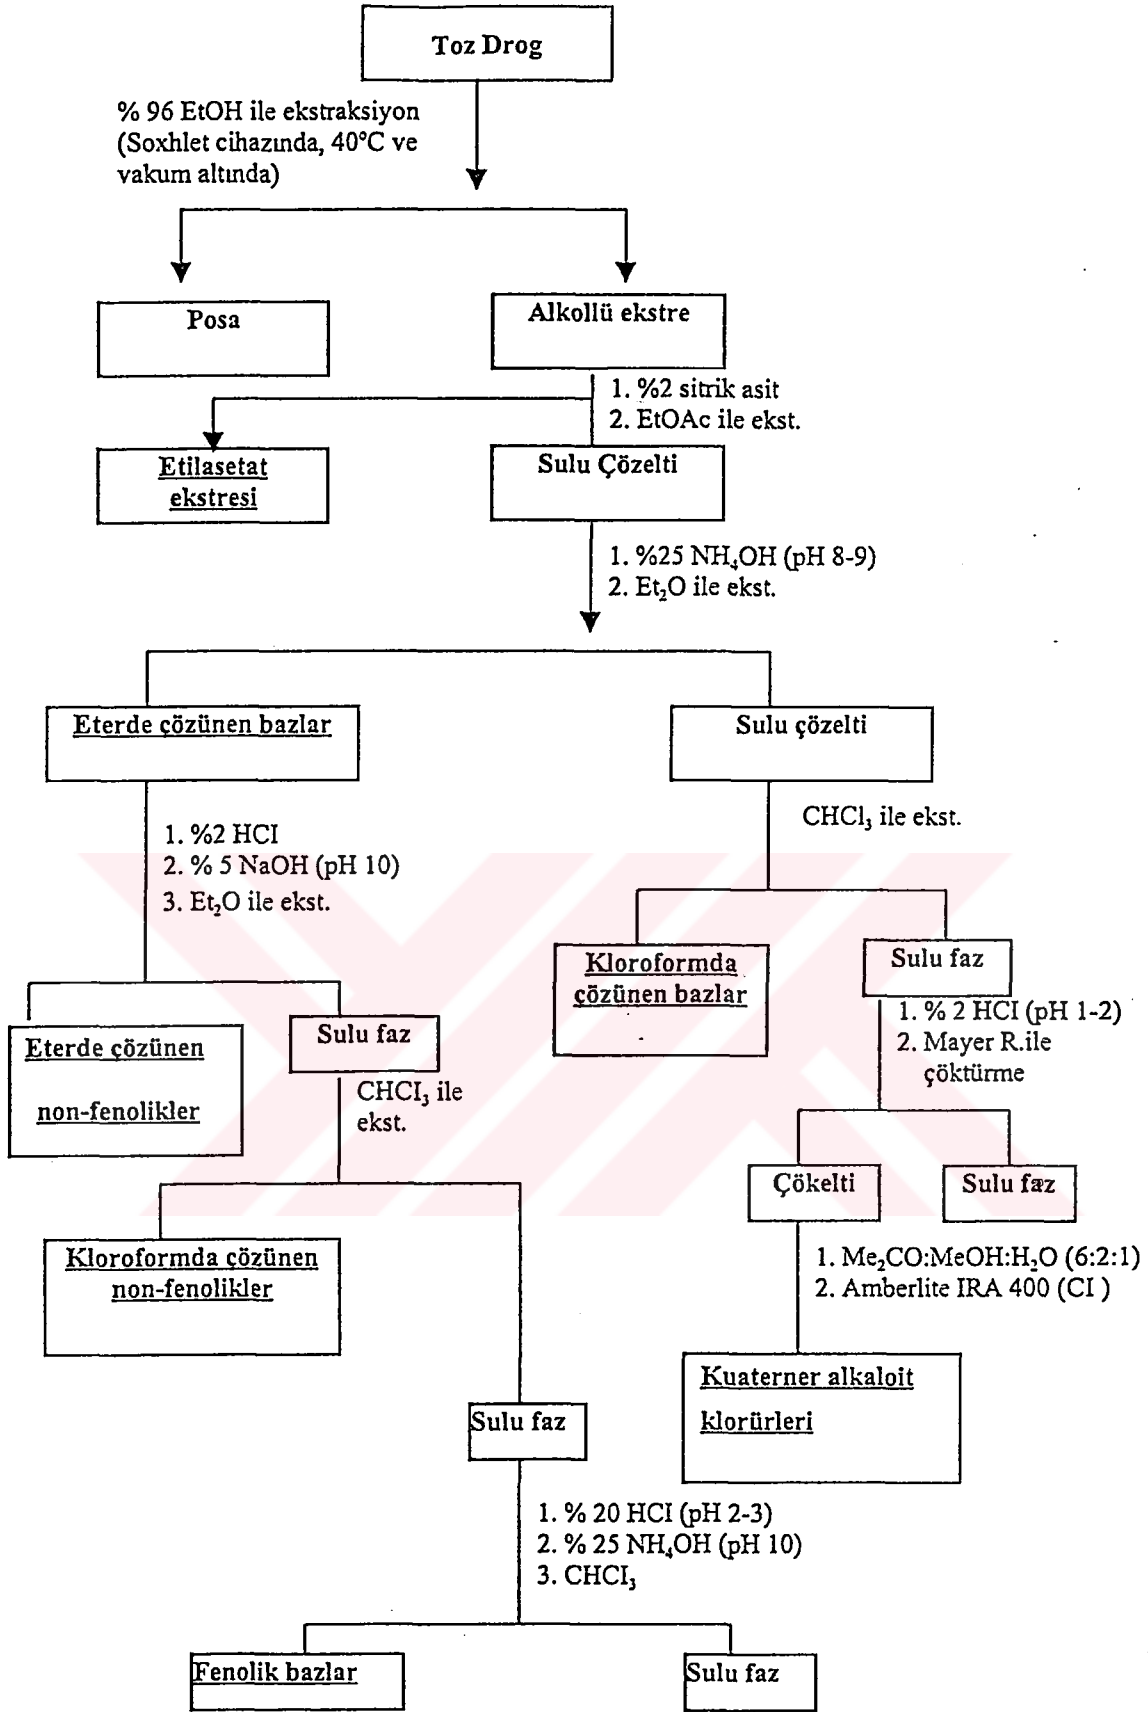 Toz Drog
% 96 EtOH ile ekstraksiyon
(Soxhlet cihazında, 40°C ve
vakum altında)
Posa
Alkollü ekstre
1. %2 sitrik asit
2. EtOAc ile ekst.
Etilasetat
ekstresi
Sulu Çözelti
1. %25 NH₄OH (pH 8-9)
2. Et₂O ile ekst.
Eterde çözünen bazlar
Sulu çözelti
1. %2 HCI
2. % 5 NaOH (pH 10)
3. Et₂O ile ekst.
CHCl₃ ile ekst.
Eterde çözünen
non-fenolikler
Sulu faz
CHCI₃ ile
ekst.
Kloroformda
çözünen bazlar
Sulu faz
1. % 2 HCI (pH 1-2)
2. Mayer R.ile
çöktürme
Çökelti
Sulu faz
Kloroformda çözünen
non-fenolikler
1. Me₂CO:MeOH:H₂O (6:2:1)
2. Amberlite IRA 400 (CI )
Kuaterner alkaloit
klorürleri
Sulu faz
1. % 20 HCI (pH 2-3)
2. % 25 NH₄OH (pH 10)
3. CHCI₃
Fenolik bazlar
Sulu faz